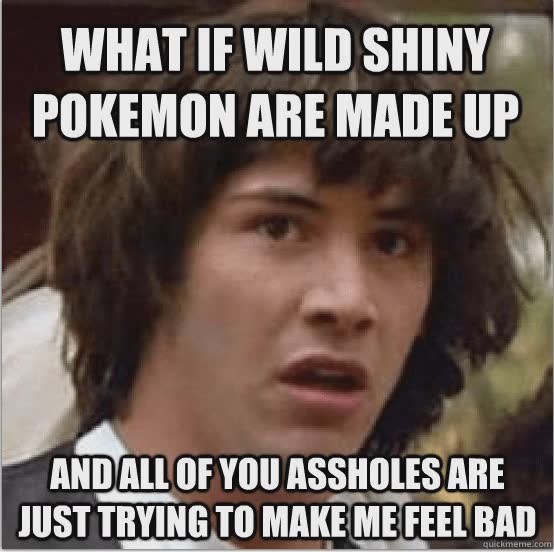 WHAT IF WILD SHINY
POKEMON ARE MADE UP
AND ALL OF YOU ASSHOLES ARE
JUST TRYING TO MAKE ME FEEL BAD
quickmeme.com